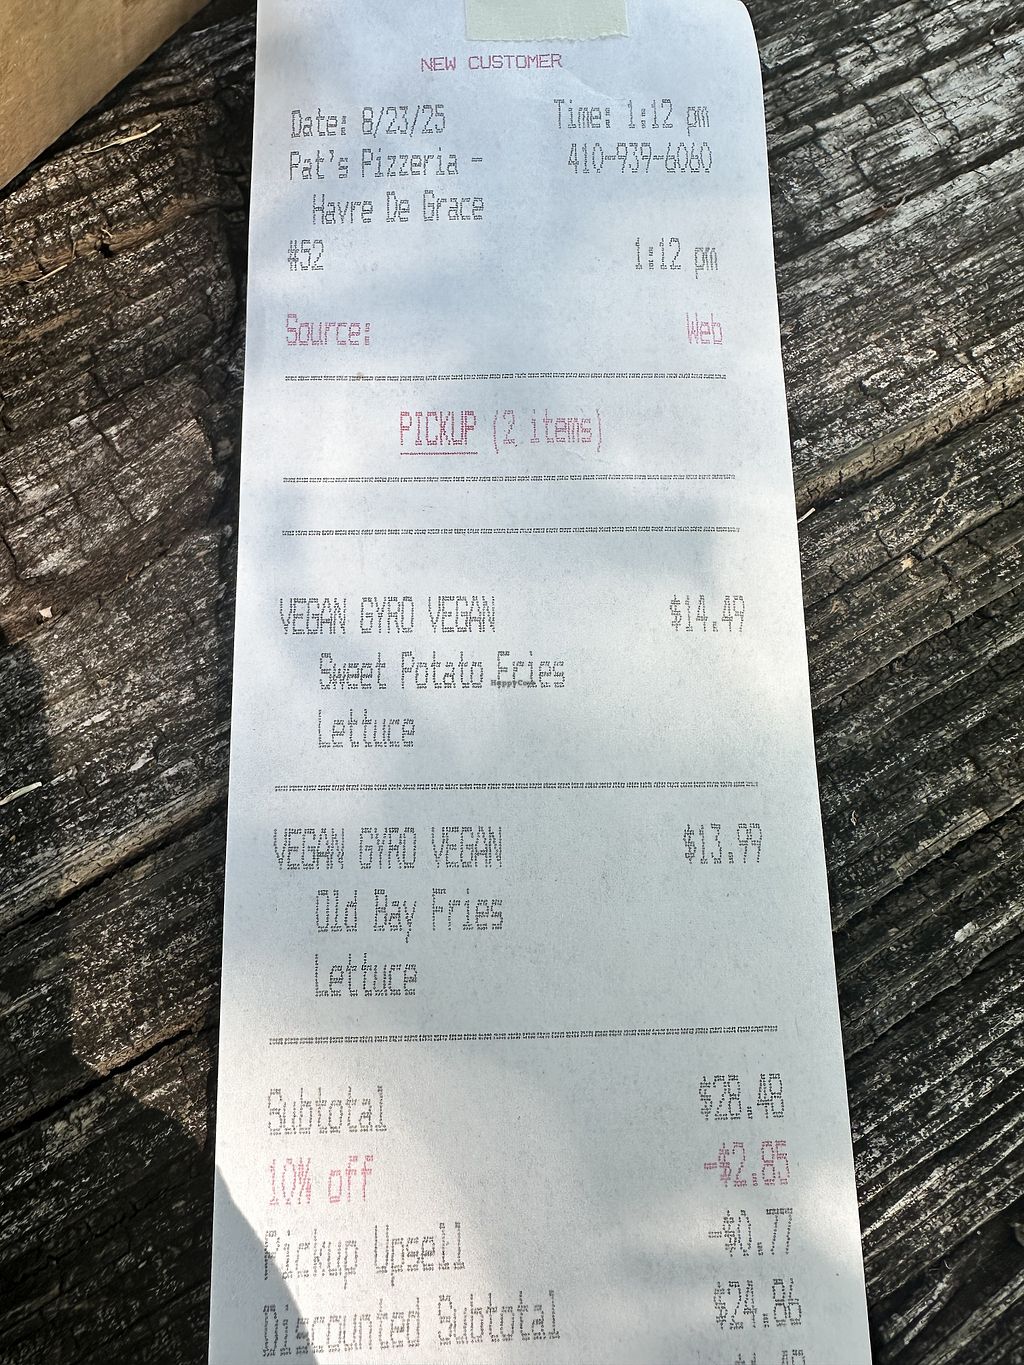 NEW CUSTOMER
Date: 8/23/25 Time: 1:12 pm
Pat's Pizzeria - 410-939-6060
Havre De Grace
#52 1:12 pm
Source: Web
PICKUP (2 items)
VEGAN GYRO VEGAN $14.49
Sweet Potato Fries
HappyCow
Lettuce
VEGAN GYRO VEGAN $13.99
Old Bay Fries
Lettuce
Subtotal $28.48
10% off -$2.85
Pickup Upsell -$0.77
Discounted Subtotal $24.86